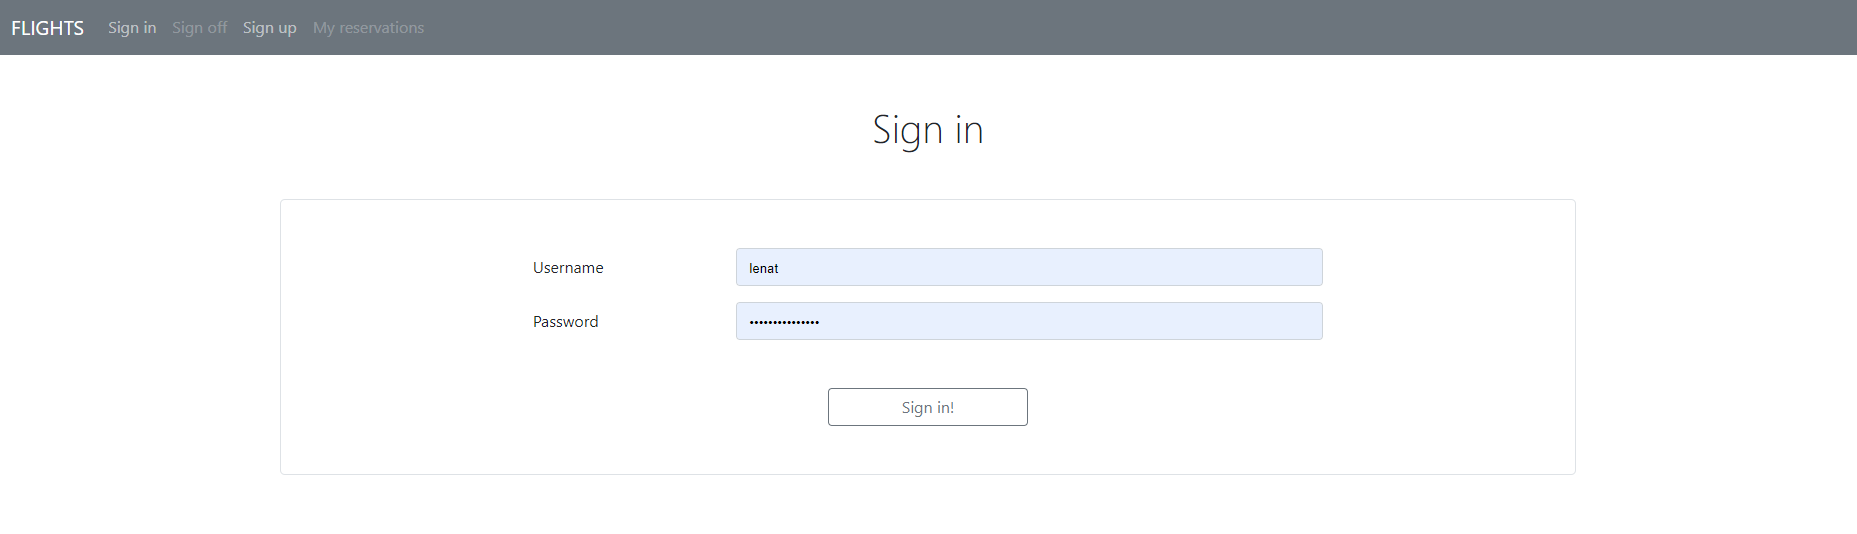 FLIGHTS Sign in Sign off Sign up My reservations
Sign in
Username lenat
Password •••••••••••••••
Sign in!